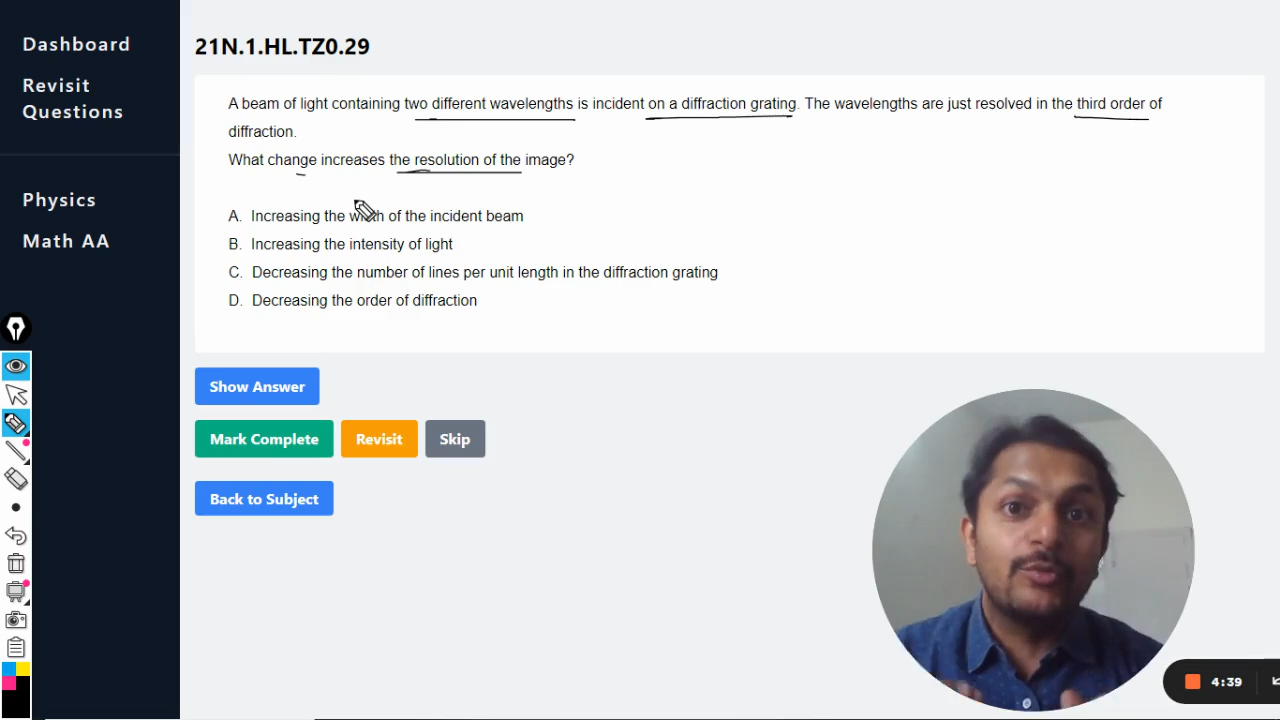 Dashboard
Revisit
Questions
Physics
Math AA
21N.1.HL.TZ0.29
A beam of light containing two different wavelengths is incident on a diffraction grating. The wavelengths are just resolved in the third order of
diffraction.
What change increases the resolution of the image?
A. Increasing the width of the incident beam
B. Increasing the intensity of light
C. Decreasing the number of lines per unit length in the diffraction grating
D. Decreasing the order of diffraction
Show Answer
Mark Complete Revisit Skip
Back to Subject
4:39